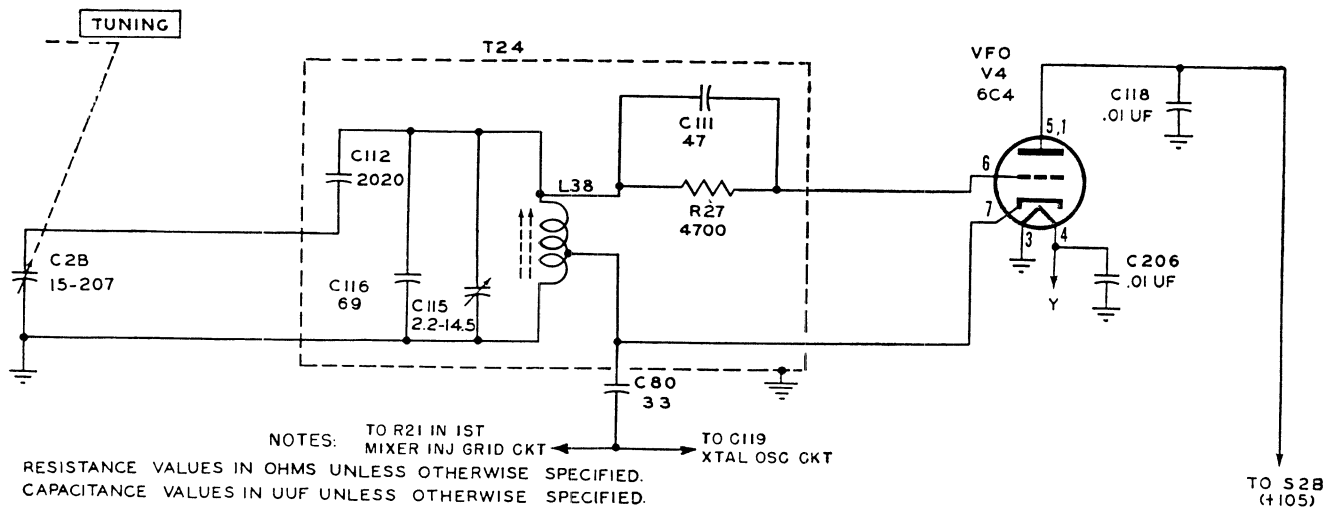 TUNING
T24
VFO
V4
6C4
C118
.01 UF
5,1
C111
47
C112
2020
6
L38
R27
4700
7
3
4
C2B
15-207
C206
.01 UF
C116
69
C115
2.2-14.5
Y
C80
33
NOTES:
TO R21 IN 1ST
MIXER INJ GRID CKT
TO C119
XTAL OSC CKT
RESISTANCE VALUES IN OHMS UNLESS OTHERWISE SPECIFIED.
CAPACITANCE VALUES IN UUF UNLESS OTHERWISE SPECIFIED.
TO S2B
(+105)